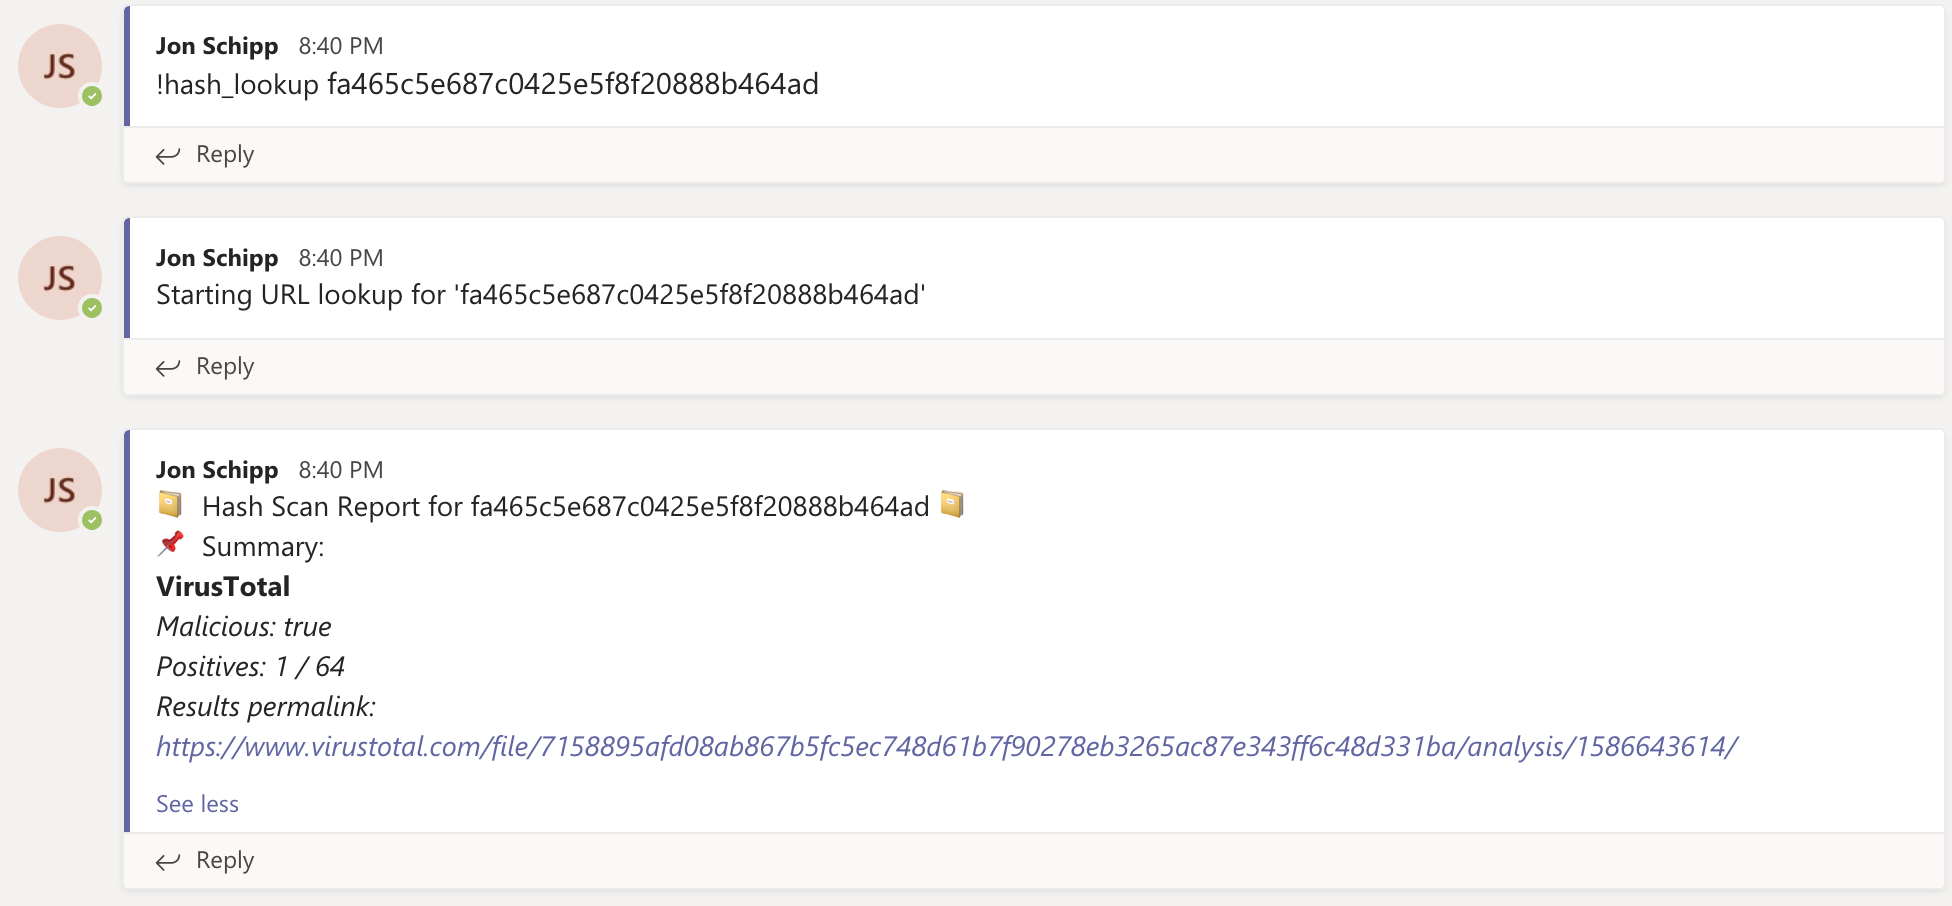 JS
Jon Schipp 8:40 PM
!hash_lookup fa465c5e687c0425e5f8f20888b464ad
Reply
JS
Jon Schipp 8:40 PM
Starting URL lookup for 'fa465c5e687c0425e5f8f20888b464ad'
Reply
JS
Jon Schipp 8:40 PM
Hash Scan Report for fa465c5e687c0425e5f8f20888b464ad
Summary:
VirusTotal
Malicious: true
Positives: 1 / 64
Results permalink:
https://www.virustotal.com/file/7158895afd08ab867b5fc5ec748d61b7f90278eb3265ac87e343ff6c48d331ba/analysis/1586643614/
See less
Reply